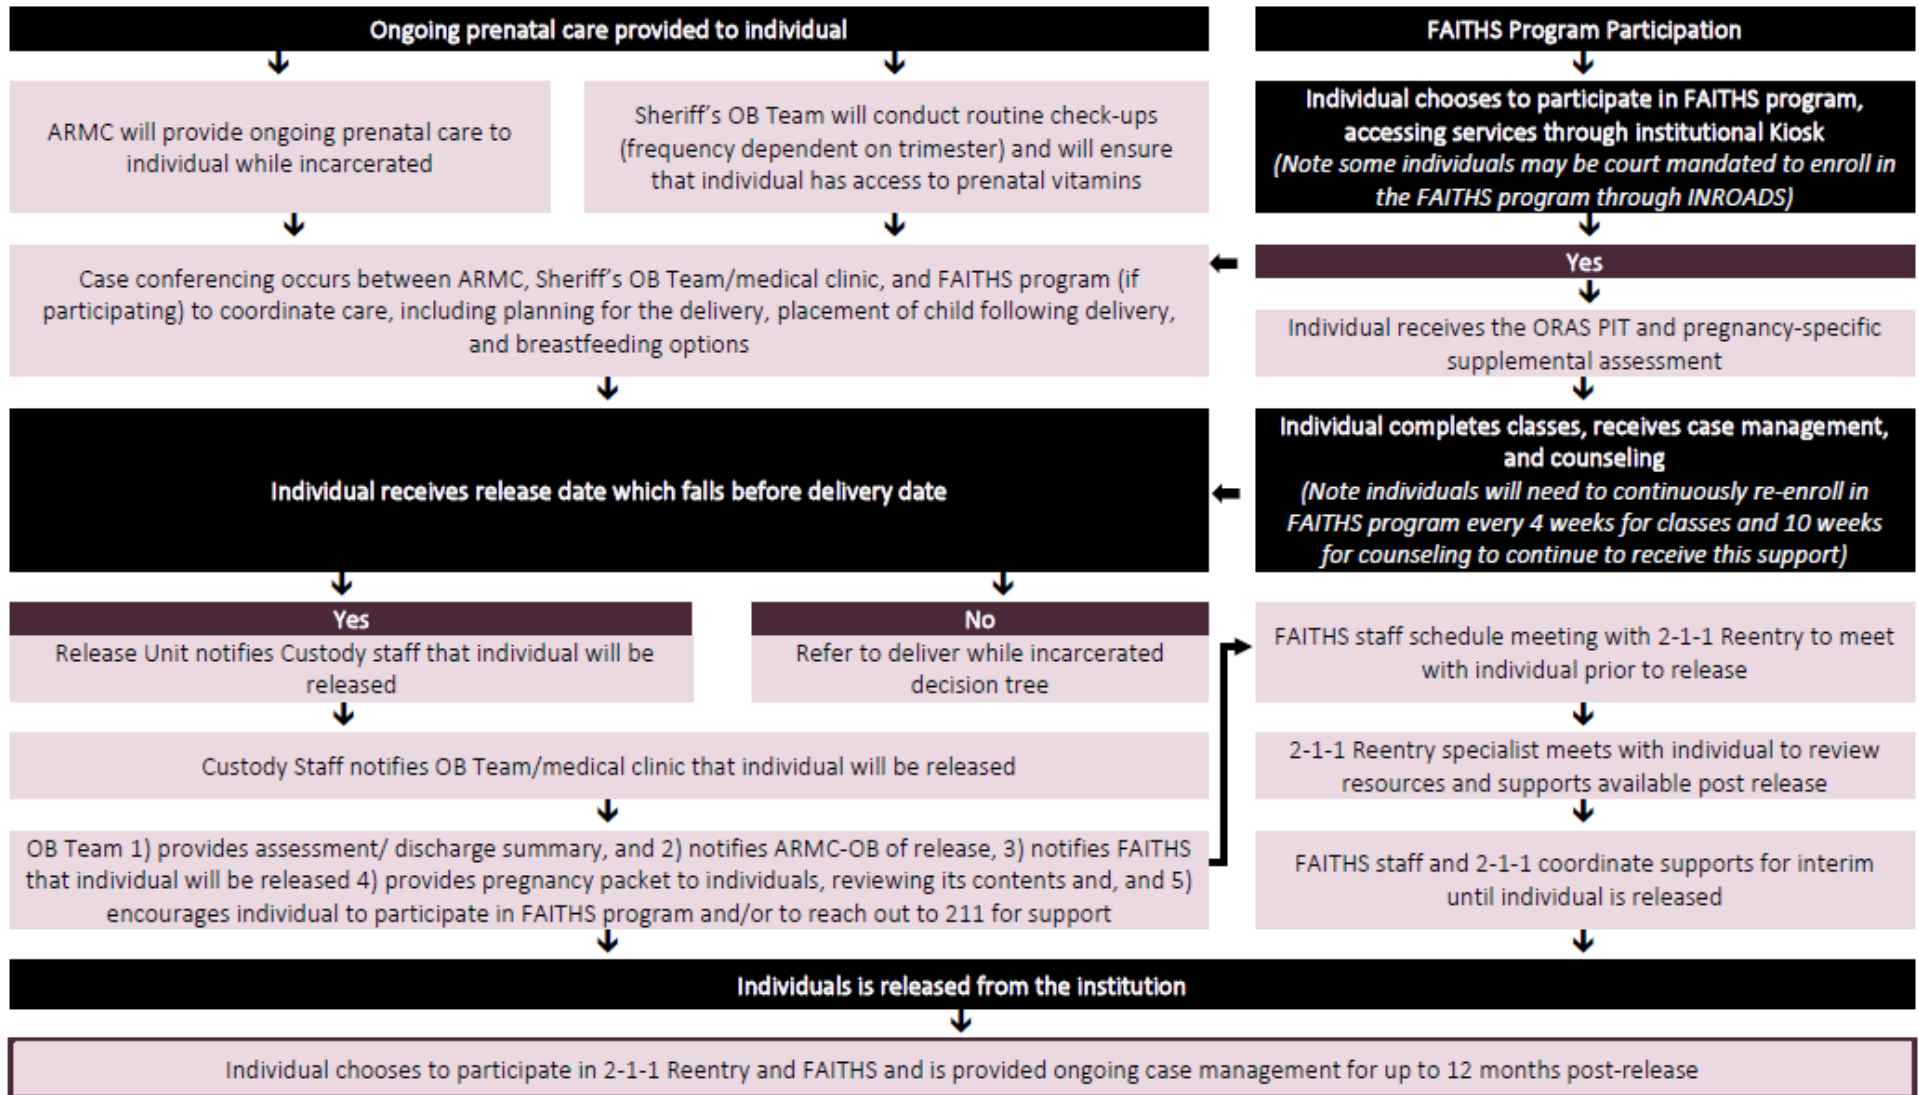 Ongoing prenatal care provided to individual
ARMC will provide ongoing prenatal care to
individual while incarcerated
Sheriff's OB Team will conduct routine check-ups
(frequency dependent on trimester) and will ensure
that individual has access to prenatal vitamins
Case conferencing occurs between ARMC, Sheriff's OB Team/medical clinic, and FAITHS program (if
participating) to coordinate care, including planning for the delivery, placement of child following delivery,
and breastfeeding options
Individual receives release date which falls before delivery date
Yes
Release Unit notifies Custody staff that individual will be
released
No
Refer to deliver while incarcerated
decision tree
Custody Staff notifies OB Team/medical clinic that individual will be released
OB Team 1) provides assessment/ discharge summary, and 2) notifies ARMC-OB of release, 3) notifies FAITHS
that individual will be released 4) provides pregnancy packet to individuals, reviewing its contents and, and 5)
encourages individual to participate in FAITHS program and/or to reach out to 211 for support
FAITHS Program Participation
Individual chooses to participate in FAITHS program,
accessing services through institutional Kiosk
(Note some individuals may be court mandated to enroll in
the FAITHS program through INROADS)
Yes
Individual receives the ORAS PIT and pregnancy-specific
supplemental assessment
Individual completes classes, receives case management,
and counseling
(Note individuals will need to continuously re-enroll in
FAITHS program every 4 weeks for classes and 10 weeks
for counseling to continue to receive this support)
FAITHS staff schedule meeting with 2-1-1 Reentry to meet
with individual prior to release
2-1-1 Reentry specialist meets with individual to review
resources and supports available post release
FAITHS staff and 2-1-1 coordinate supports for interim
until individual is released
Individuals is released from the institution
Individual chooses to participate in 2-1-1 Reentry and FAITHS and is provided ongoing case management for up to 12 months post-release